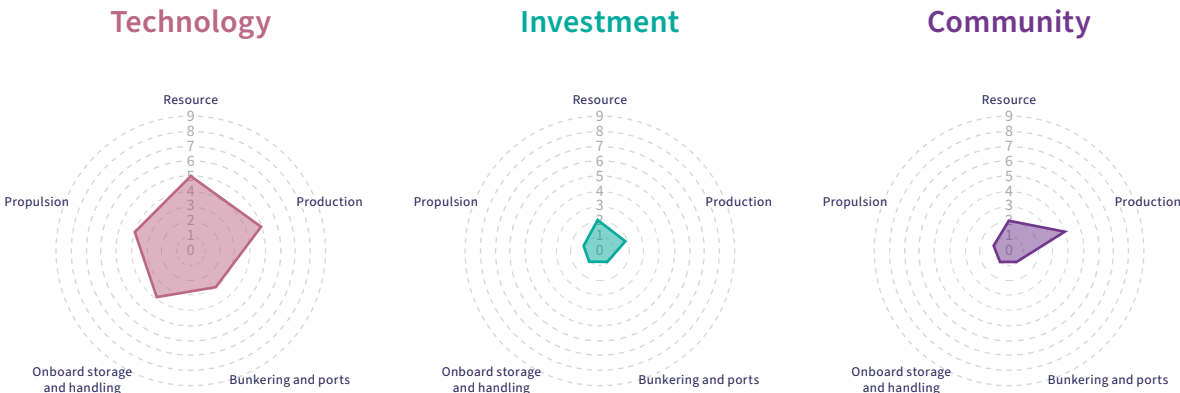 Technology
Resource
9
8
7
6
5
4
3
2
1
0
Propulsion
Production
Onboard storage
and handling
Bunkering and ports
Investment
Resource
9
8
7
6
5
4
3
2
1
0
Propulsion
Production
Onboard storage
and handling
Bunkering and ports
Community
Resource
9
8
7
6
5
4
3
2
1
0
Propulsion
Production
Onboard storage
and handling
Bunkering and ports